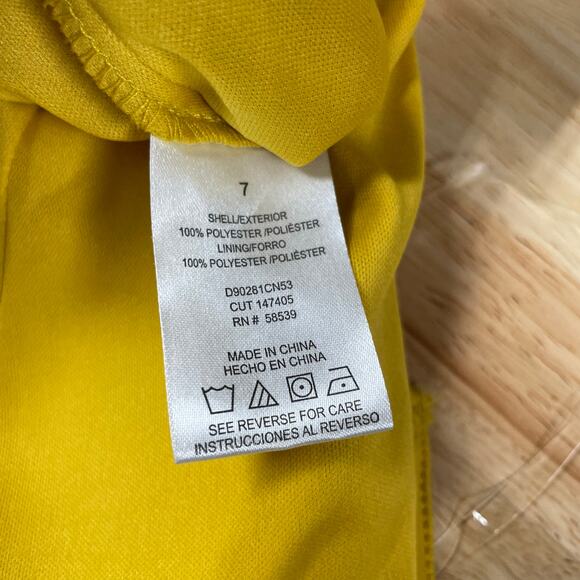 7
SHELL/EXTERIOR
100% POLYESTER /POLIÉSTER
LINING/FORRO
100% POLYESTER /POLIÉSTER
D90281CN53
CUT 147405
RN # 58539
MADE IN CHINA
HECHO EN CHINA
SEE REVERSE FOR CARE
INSTRUCCIONES AL REVERSO